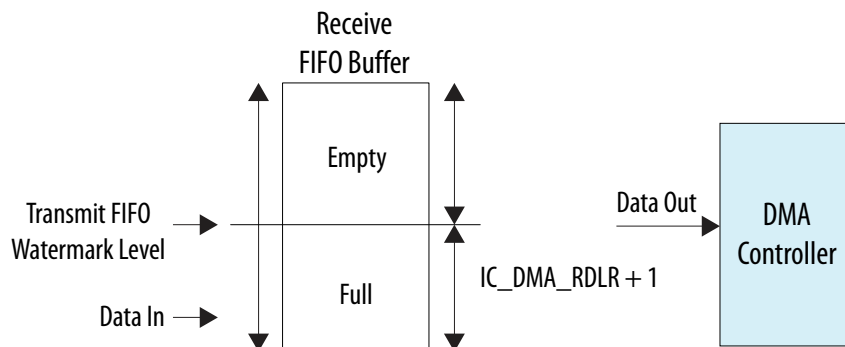 Receive
FIFO Buffer
Empty
Transmit FIFO
Watermark Level
Data Out
DMA
Controller
Full
IC_DMA_RDLR + 1
Data In